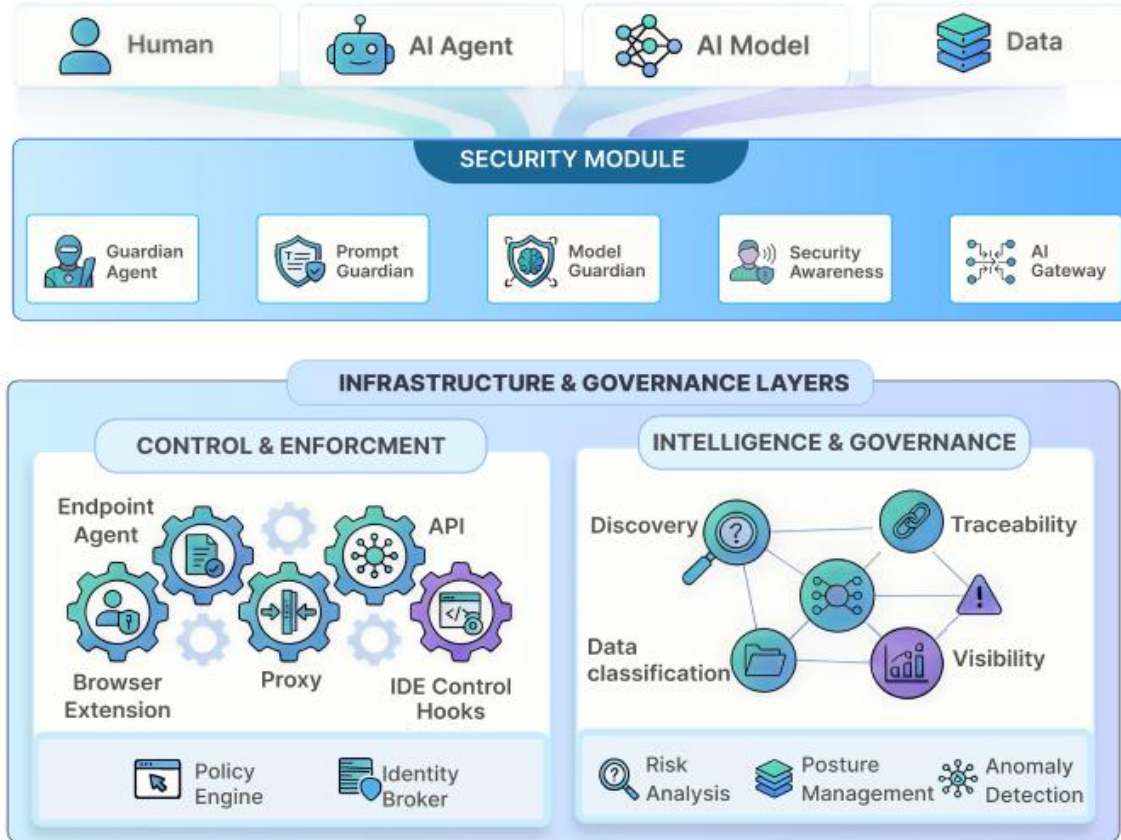 Human
AI Agent
AI Model
Data
SECURITY MODULE
Guardian
Agent
Prompt
Guardian
Model
Guardian
Security
Awareness
AI
Gateway
INFRASTRUCTURE & GOVERNANCE LAYERS
CONTROL & ENFORCMENT
Endpoint
Agent
API
Browser
Extension
Proxy
IDE Control
Hooks
Policy
Engine
Identity
Broker
INTELLIGENCE & GOVERNANCE
Discovery
Traceability
Data
classification
Visibility
Risk
Analysis
Posture
Management
Anomaly
Detection